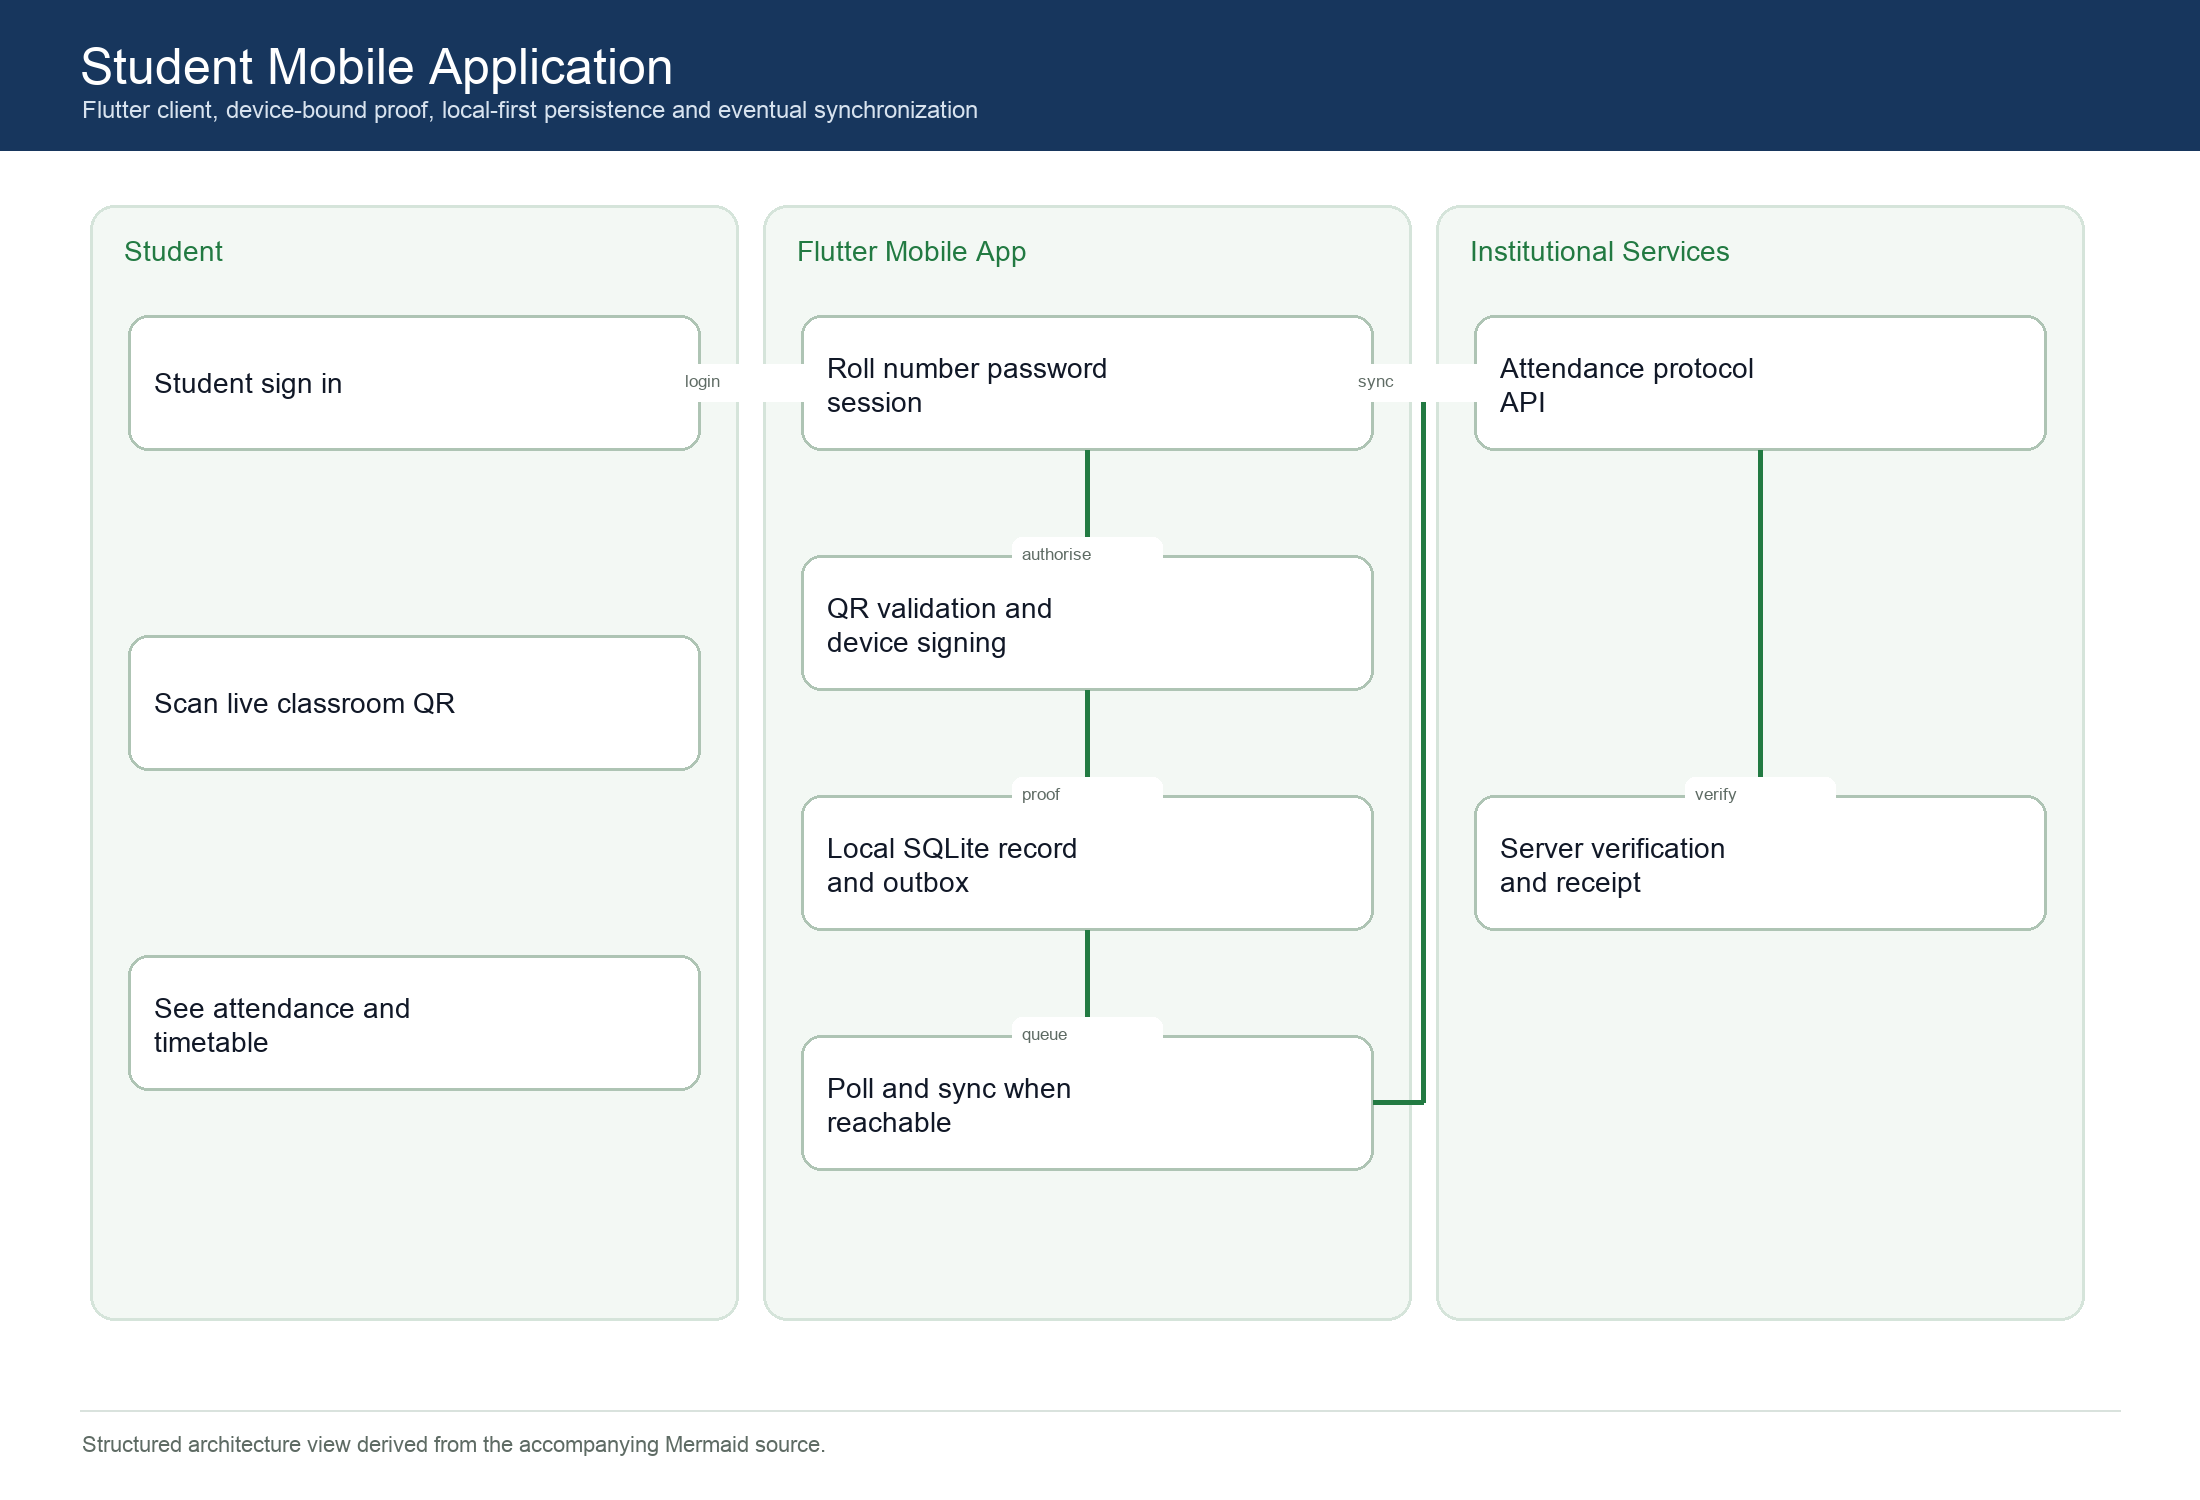 Student Mobile Application
Flutter client, device-bound proof, local-first persistence and eventual synchronization
Student
Student sign in
login
Scan live classroom QR
See attendance and
timetable
Flutter Mobile App
Roll number password
session
sync
authorise
QR validation and
device signing
proof
Local SQLite record
and outbox
queue
Poll and sync when
reachable
Institutional Services
Attendance protocol
API
verify
Server verification
and receipt
Structured architecture view derived from the accompanying Mermaid source.